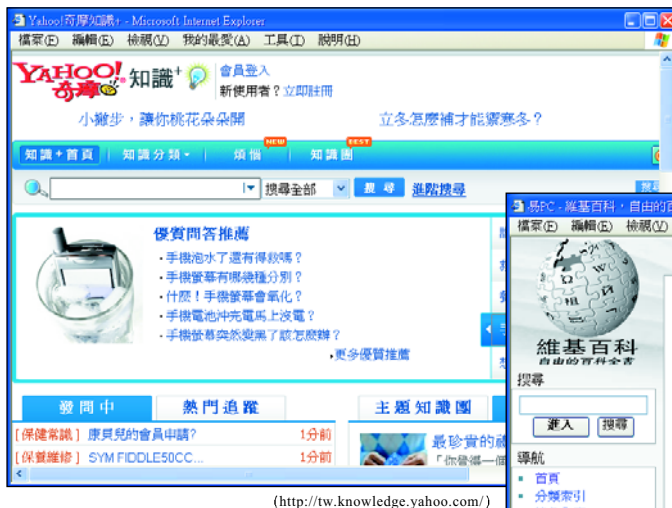 Yahoo!奇摩知識+ - Microsoft Internet Explorer
檔案(F) 編輯(E) 檢視(V) 我的最愛(A) 工具(T) 說明(H)
YAHOO!奇摩 知識+
會員登入
新使用者?立即註冊
小撇步，讓你桃花朵朵開 立冬怎麼補才能禦寒冬？
NEW BEST
知識+首頁 知識分類 煩惱 知識團
搜尋全部 搜尋 進階搜尋
優質問答推薦
·手機泡水了還有得救嗎？
·手機螢幕有哪幾種分別？
·什麼！手機螢幕會氧化？
·手機電池沖完電馬上沒電？
·手機螢幕突然變黑了該怎麼辦？
更多優質推薦
發問中 熱門追蹤 主題知識團
[保健常識] 康貝兒的會員申請? 1分前
[保養維修] SYM FIDDLE50CC... 1分前
最珍貴的
「你覺得一個
易PC - 維基百科，自由的百
檔案(F) 編輯(E) 檢視(V)
維基百科
自由的百科全書
搜尋
進入 搜尋
導航
首頁
分類索引
(http://tw.knowledge.yahoo.com/)